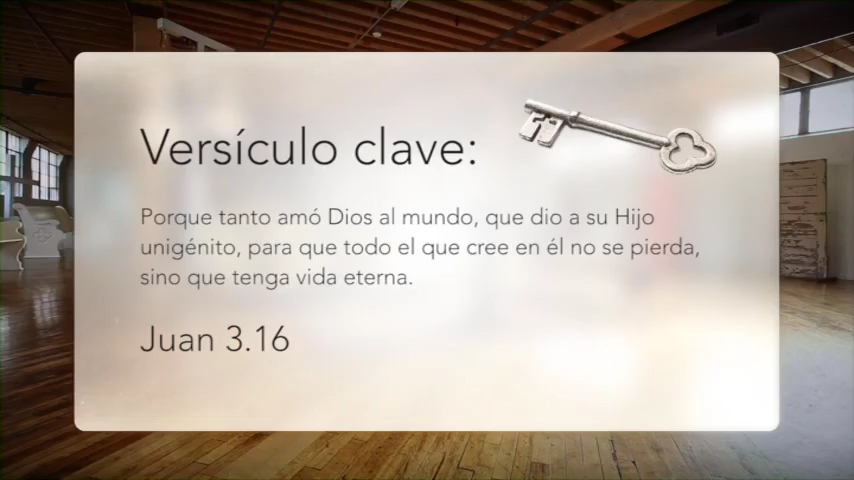 Versículo clave:
Porque tanto amó Dios al mundo, que dio a su Hijo
unigénito, para que todo el que cree en él no se pierda,
sino que tenga vida eterna.
Juan 3.16